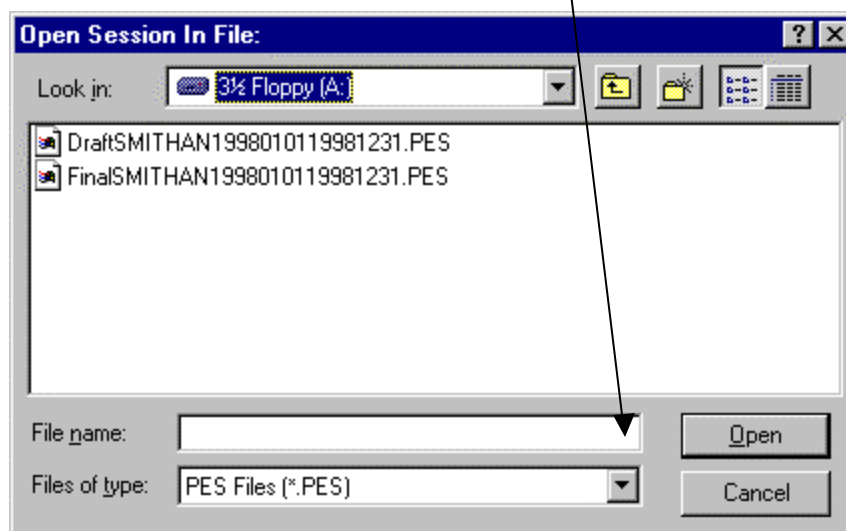 Open Session In File:
Look in: 3½ Floppy (A:)
DraftSMITHAN1998010119981231.PES
FinalSMITHAN1998010119981231.PES
File name: Open
Files of type: PES Files (*.PES) Cancel